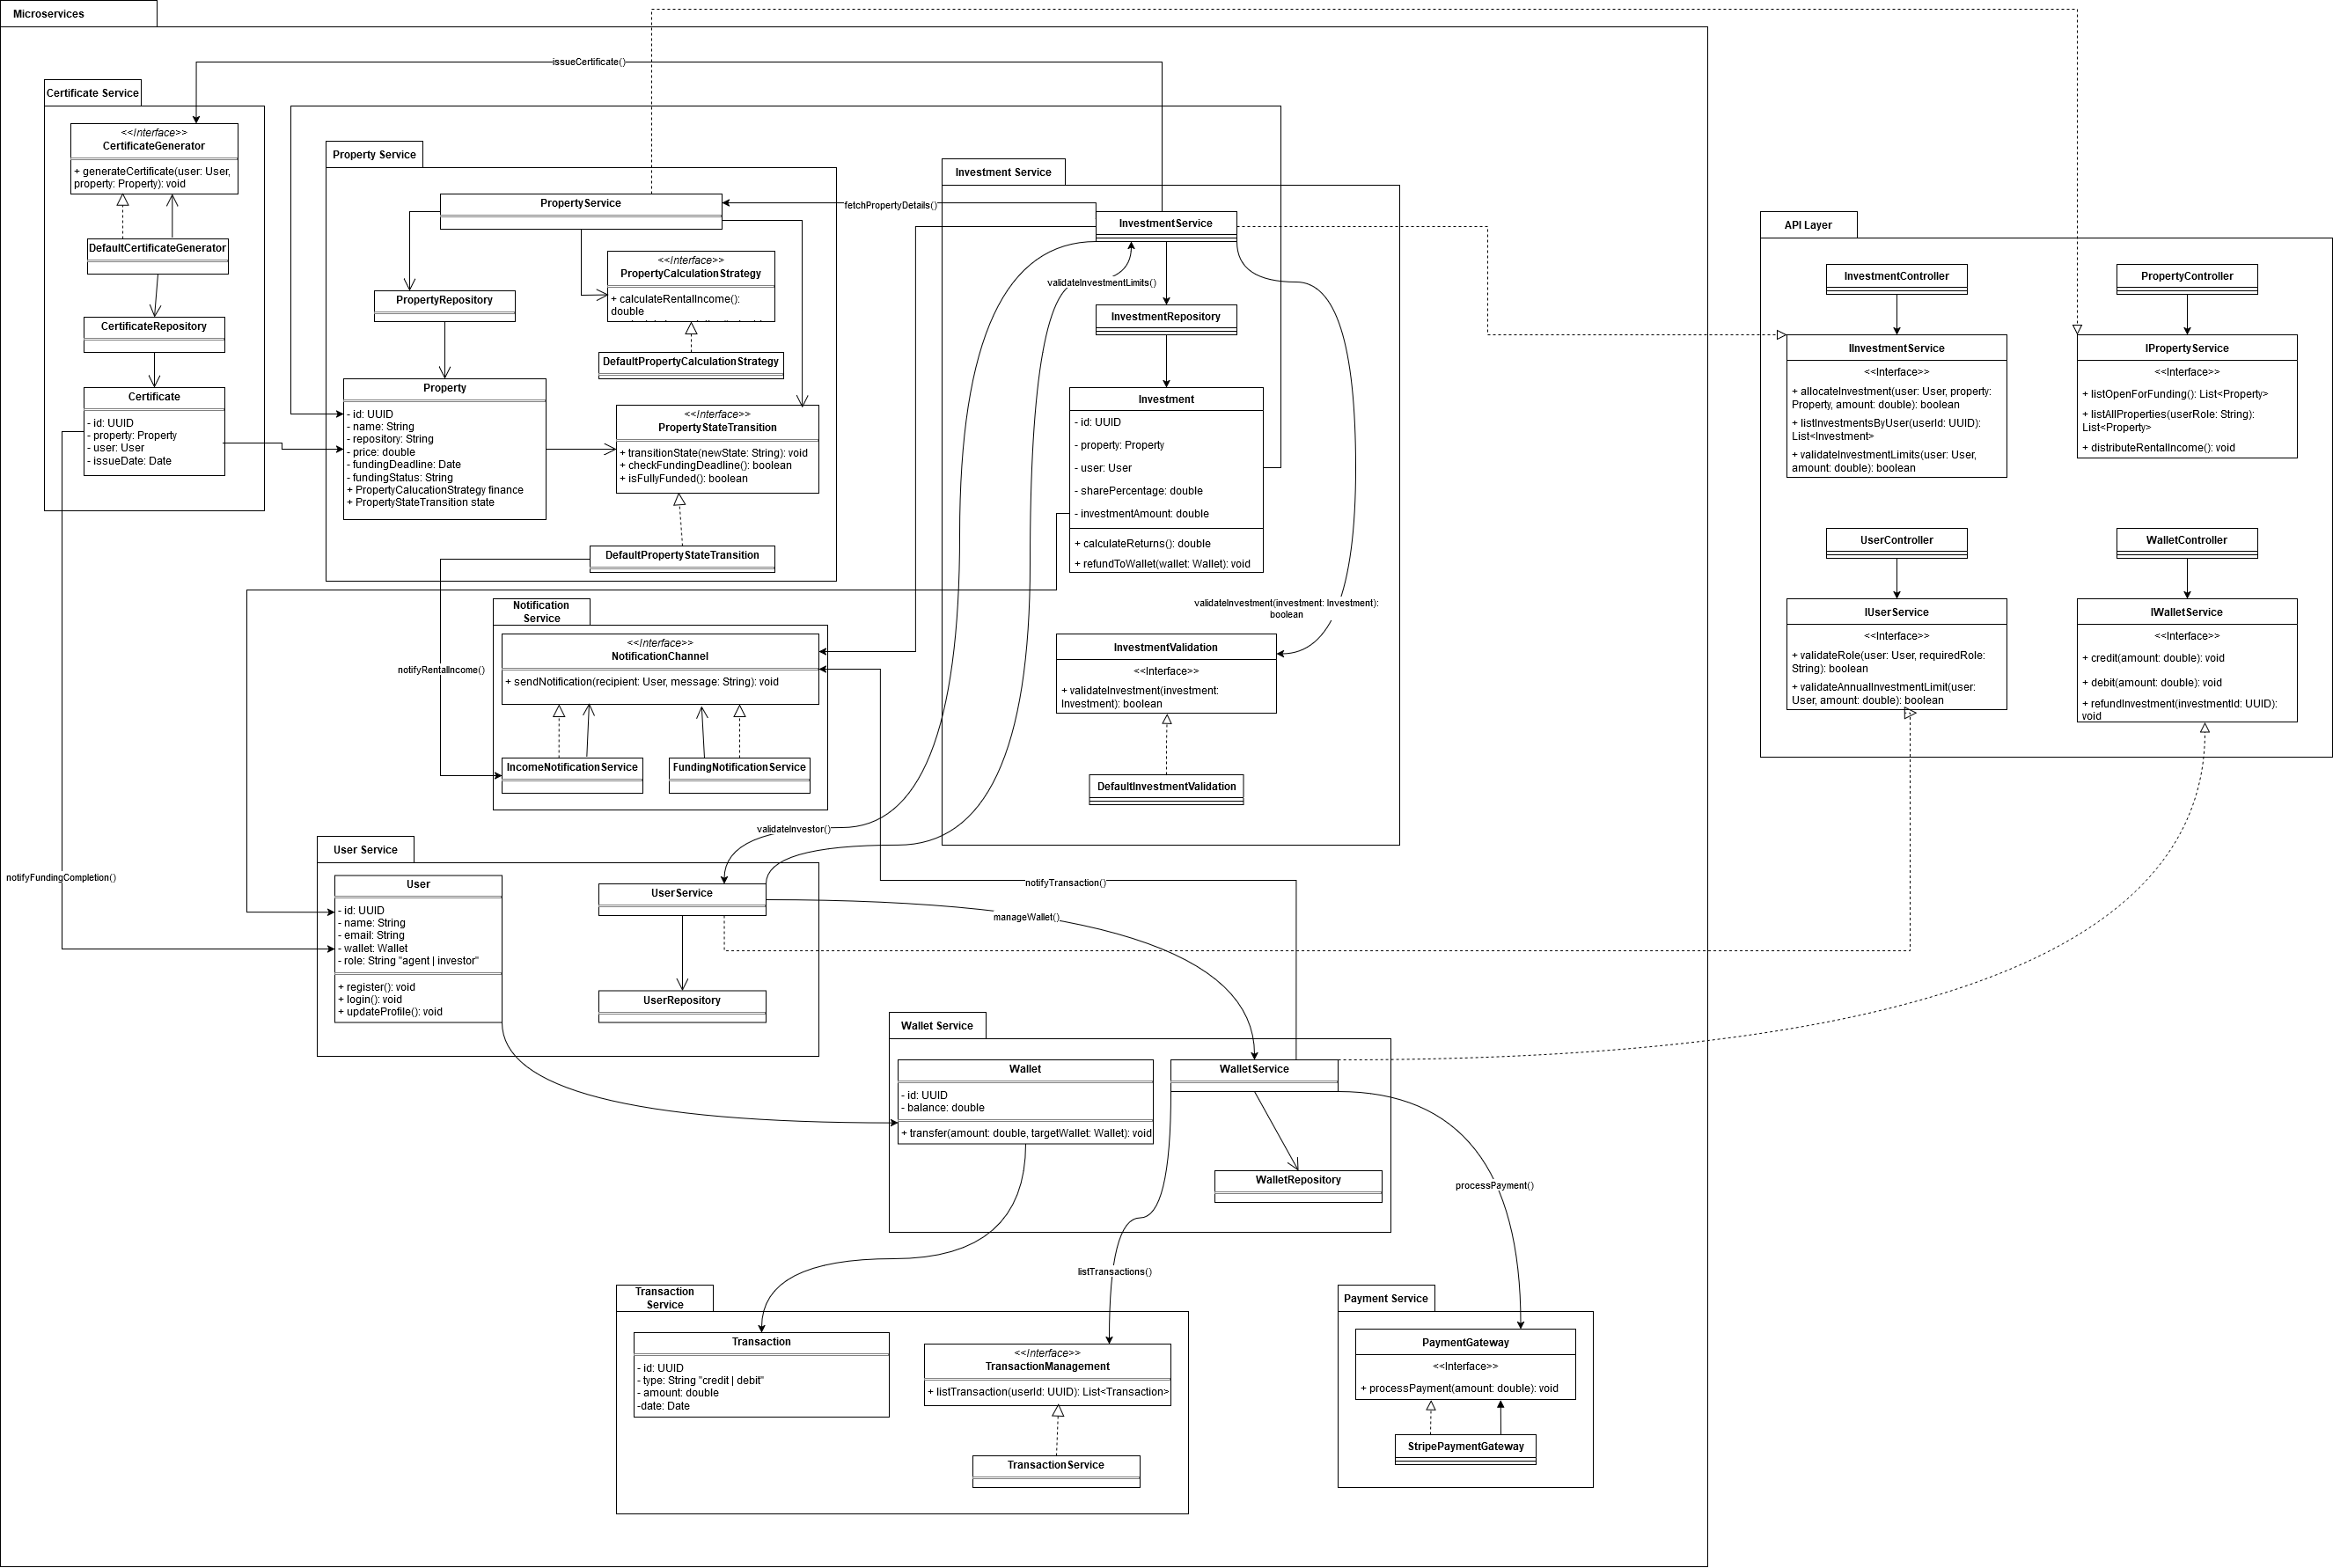 Microservices
issueCertificate()
Certificate Service
<<Interface>>
CertificateGenerator
+ generateCertificate(user: User,
property: Property): void
DefaultCertificateGenerator
CertificateRepository
Certificate
- id: UUID
- property: Property
- user: User
- issueDate: Date
Property Service
PropertyService
PropertyRepository
<<Interface>>
PropertyCalculationStrategy
+ calculateRentalIncome():
double
DefaultPropertyCalculationStrategy
Property
- id: UUID
- name: String
- repository: String
- price: double
- fundingDeadline: Date
- fundingStatus: String
+ PropertyCalucationStrategy finance
+ PropertyStateTransition state
<<Interface>>
PropertyStateTransition
+ transitionState(newState: String): void
+ checkFundingDeadline(): boolean
+ isFullyFunded(): boolean
DefaultPropertyStateTransition
fetchPropertyDetails()
Investment Service
InvestmentService
validateInvestmentLimits()
InvestmentRepository
Investment
- id: UUID
- property: Property
- user: User
- sharePercentage: double
- investmentAmount: double
+ calculateReturns(): double
+ refundToWallet(wallet: Wallet): void
validateInvestment(investment: Investment):
boolean
InvestmentValidation
<<Interface>>
+ validateInvestment(investment:
Investment): boolean
DefaultInvestmentValidation
API Layer
InvestmentController
IInvestmentService
<<Interface>>
+ allocateInvestment(user: User, property:
Property, amount: double): boolean
+ listInvestmentsByUser(userId: UUID):
List<Investment>
+ validateInvestmentLimits(user: User,
amount: double): boolean
PropertyController
IPropertyService
<<Interface>>
+ listOpenForFunding(): List<Property>
+ listAllProperties(userRole: String):
List<Property>
+ distributeRentalIncome(): void
UserController
IUserService
<<Interface>>
+ validateRole(user: User, requiredRole:
String): boolean
+ validateAnnualInvestmentLimit(user:
User, amount: double): boolean
WalletController
IWalletService
<<Interface>>
+ credit(amount: double): void
+ debit(amount: double): void
+ refundInvestment(investmentId: UUID):
void
Notification
Service
<<Interface>>
NotificationChannel
+ sendNotification(recipient: User, message: String): void
notifyRentalIncome()
IncomeNotificationService
FundingNotificationService
validateInvestor()
notifyFundingCompletion()
User Service
User
- id: UUID
- name: String
- email: String
- wallet: Wallet
- role: String "agent | investor"
+ register(): void
+ login(): void
+ updateProfile(): void
UserService
UserRepository
notifyTransaction()
manageWallet()
Wallet Service
Wallet
- id: UUID
- balance: double
+ transfer(amount: double, targetWallet: Wallet): void
WalletService
WalletRepository
processPayment()
listTransactions()
Transaction
Service
Transaction
- id: UUID
- type: String "credit | debit"
- amount: double
-date: Date
<<Interface>>
TransactionManagement
+ listTransaction(userId: UUID): List<Transaction>
TransactionService
Payment Service
PaymentGateway
<<Interface>>
+ processPayment(amount: double): void
StripePaymentGateway